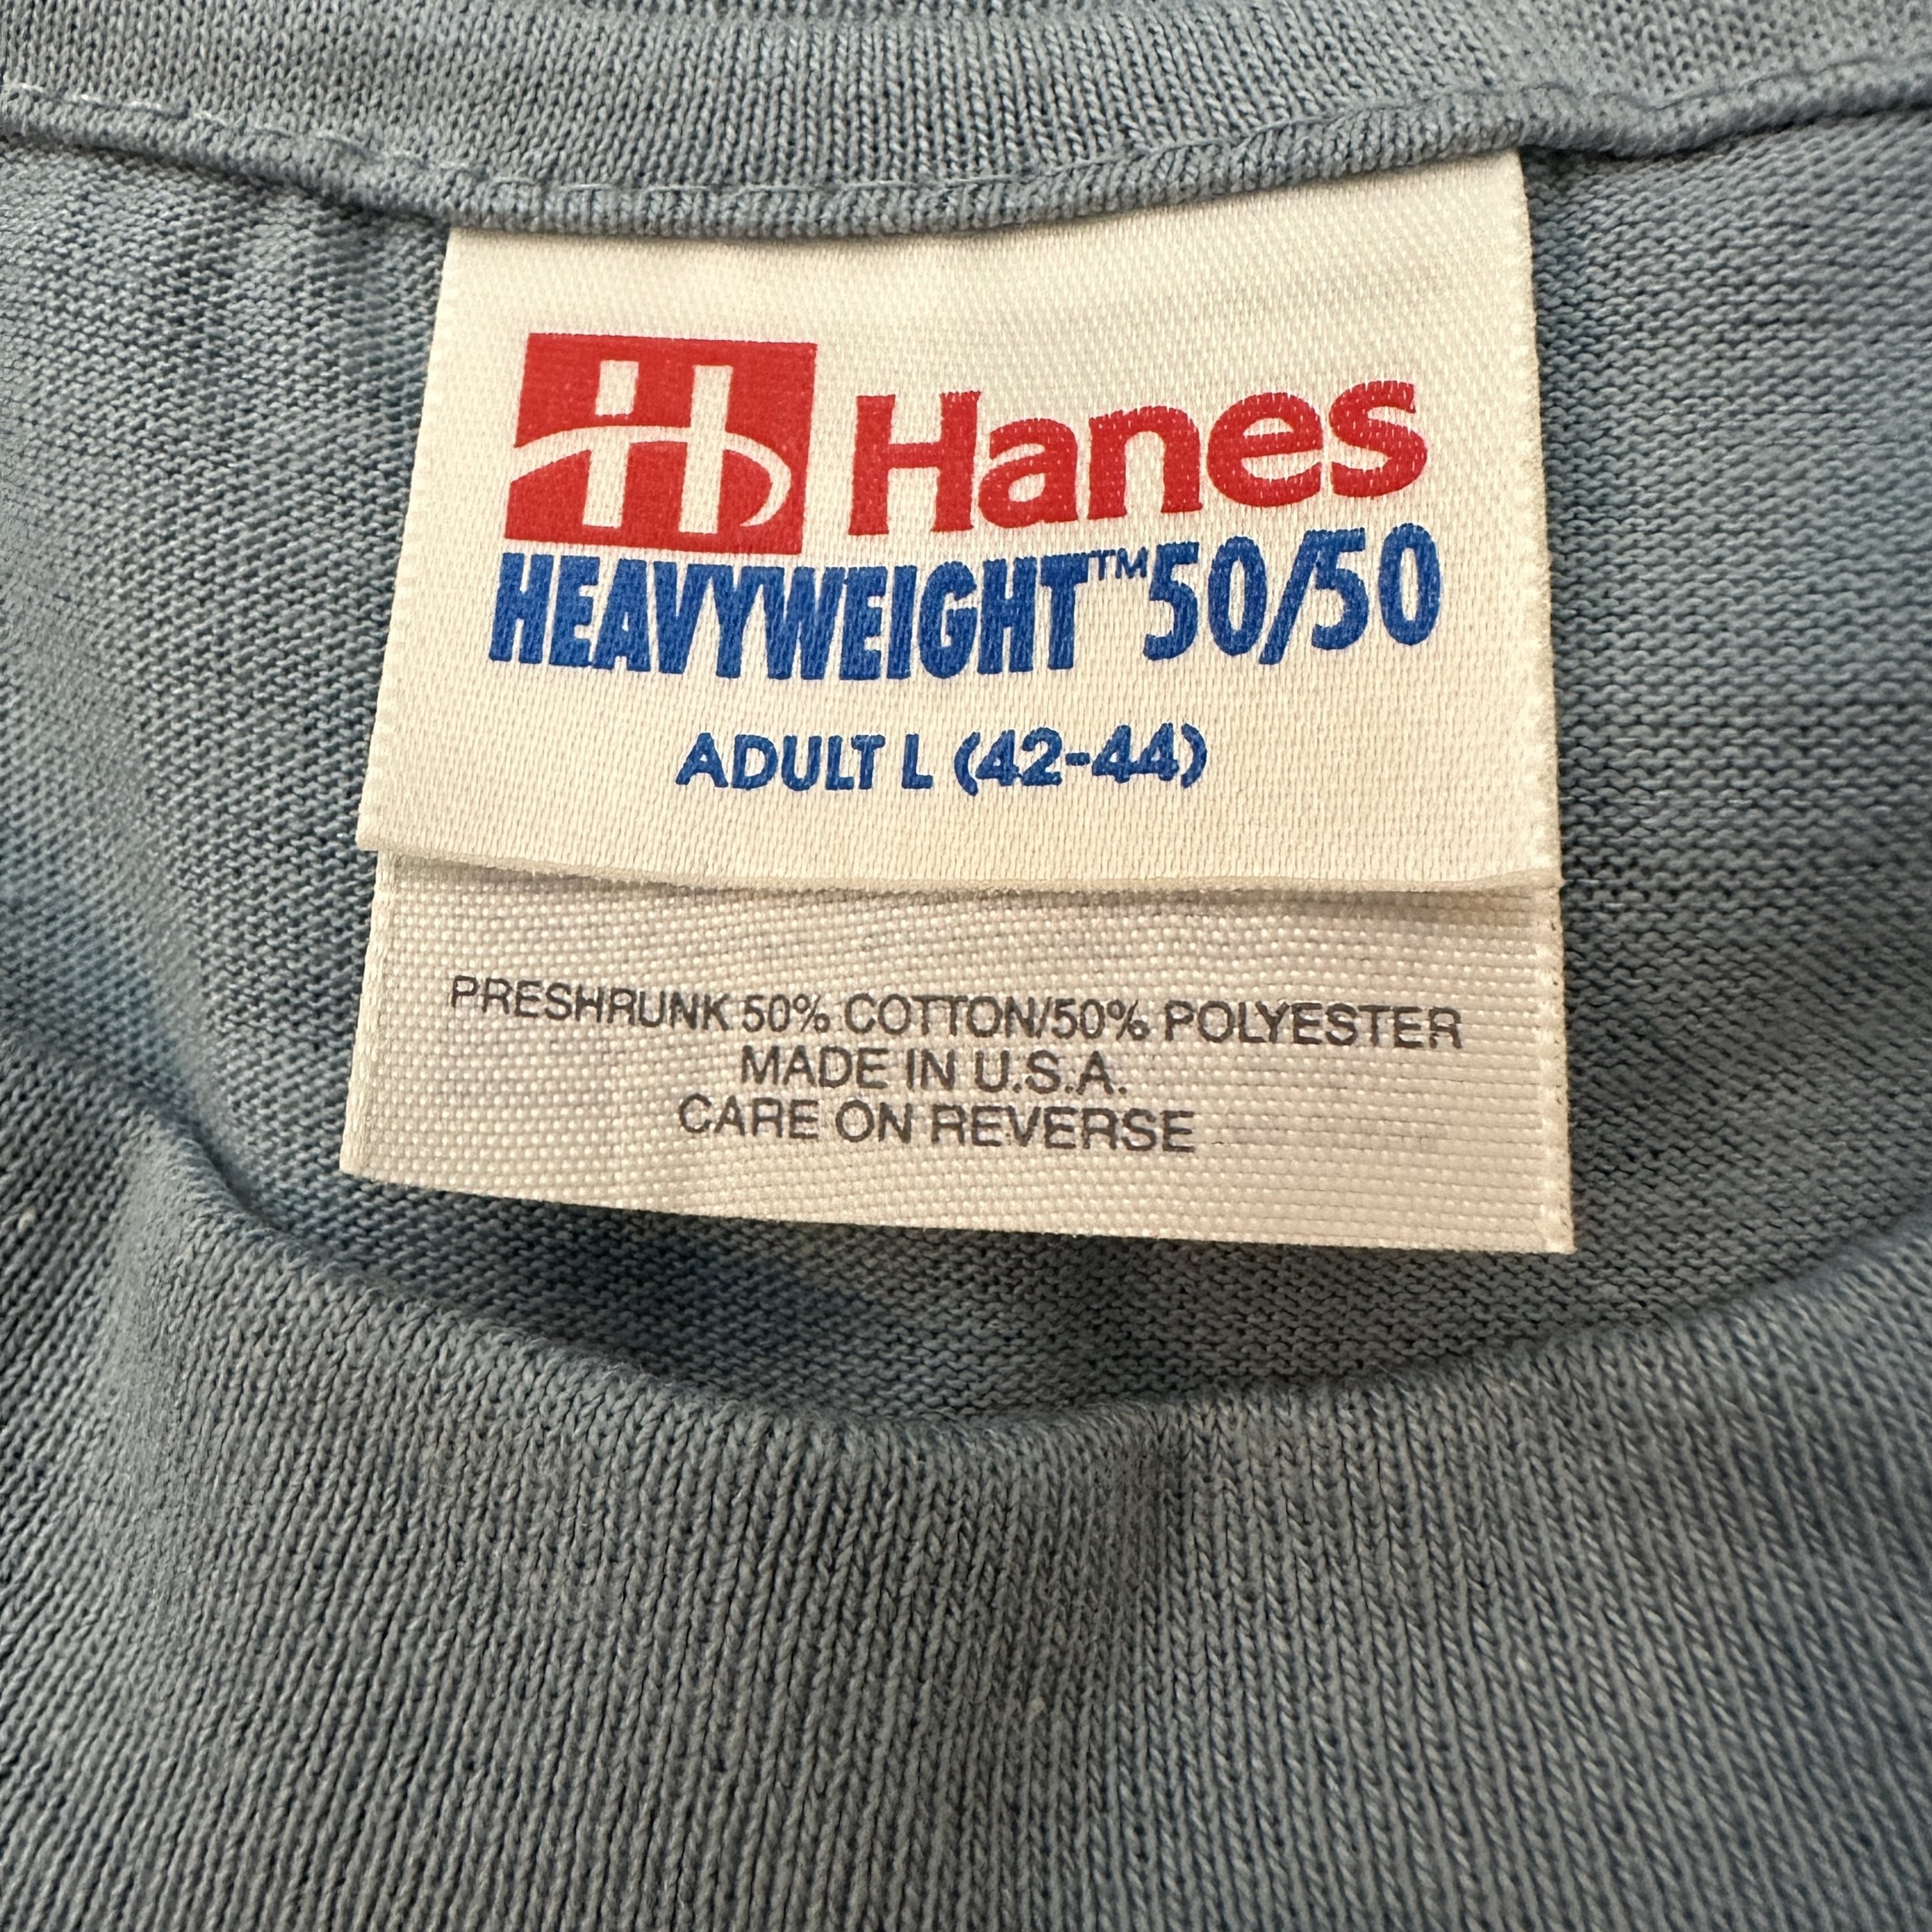 H Hanes
HEAVYWEIGHT™ 50/50
ADULT L (42-44)
PRESHRUNK 50% COTTON/50% POLYESTER
MADE IN U.S.A.
CARE ON REVERSE